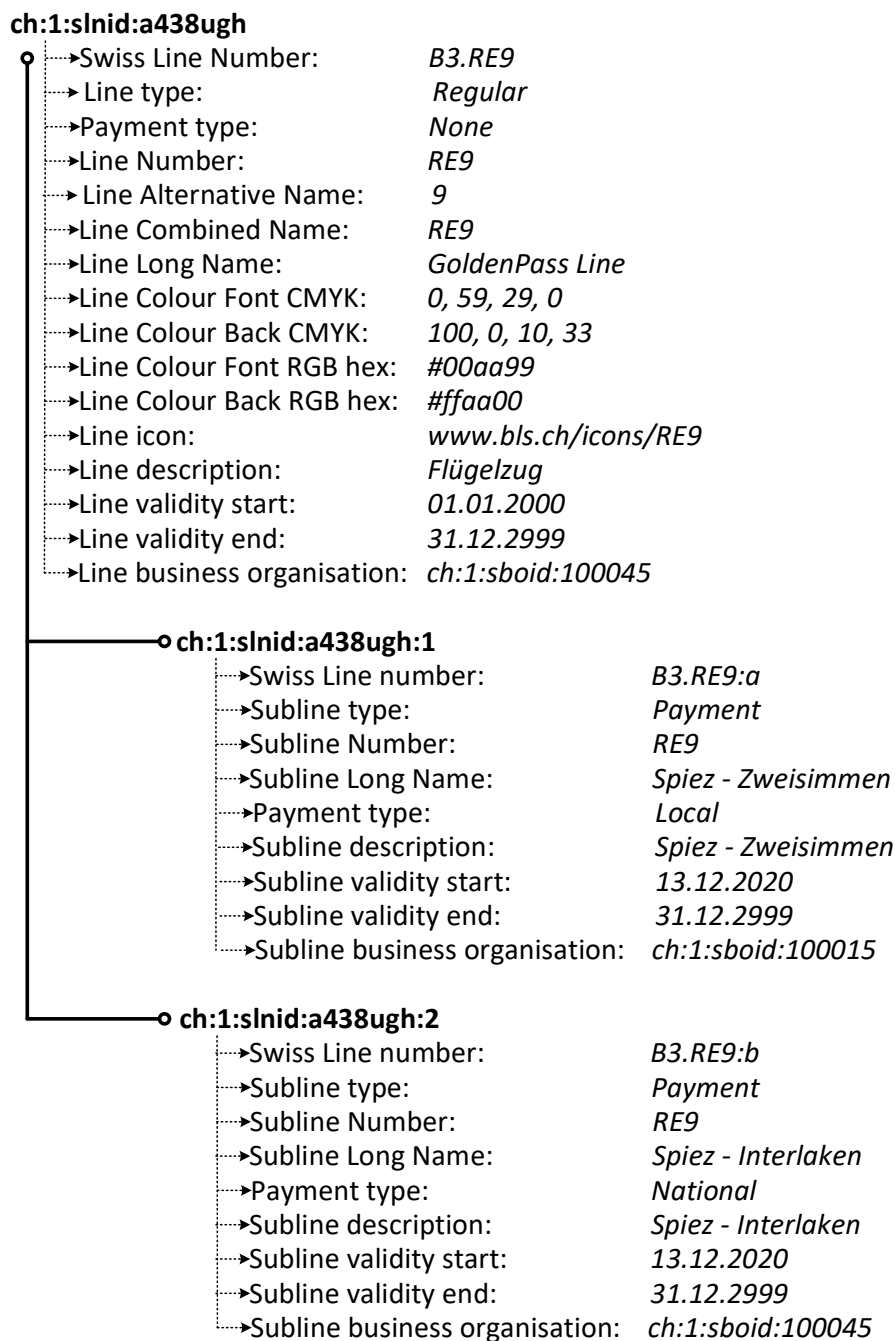 ch:1:slnid:a438ugh
Swiss Line Number: B3.RE9
Line type: Regular
Payment type: None
Line Number: RE9
Line Alternative Name: 9
Line Combined Name: RE9
Line Long Name: GoldenPass Line
Line Colour Font CMYK: 0, 59, 29, 0
Line Colour Back CMYK: 100, 0, 10, 33
Line Colour Font RGB hex: #00aa99
Line Colour Back RGB hex: #ffaa00
Line icon: www.bls.ch/icons/RE9
Line description: Flügelzug
Line validity start: 01.01.2000
Line validity end: 31.12.2999
Line business organisation: ch:1:sboid:100045
ch:1:slnid:a438ugh:1
Swiss Line number: B3.RE9:a
Subline type: Payment
Subline Number: RE9
Subline Long Name: Spiez - Zweisimmen
Payment type: Local
Subline description: Spiez - Zweisimmen
Subline validity start: 13.12.2020
Subline validity end: 31.12.2999
Subline business organisation: ch:1:sboid:100015
ch:1:slnid:a438ugh:2
Swiss Line number: B3.RE9:b
Subline type: Payment
Subline Number: RE9
Subline Long Name: Spiez - Interlaken
Payment type: National
Subline description: Spiez - Interlaken
Subline validity start: 13.12.2020
Subline validity end: 31.12.2999
Subline business organisation: ch:1:sboid:100045